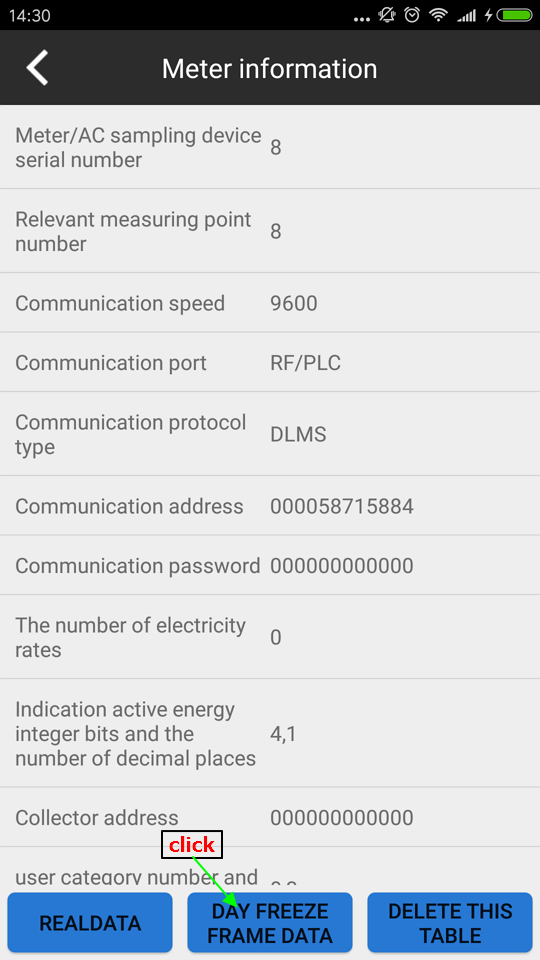 14:30
Meter information
Meter/AC sampling device
serial number
8
Relevant measuring point
number
8
Communication speed
9600
Communication port
RF/PLC
Communication protocol
type
DLMS
Communication address
000058715884
Communication password
000000000000
The number of electricity
rates
0
Indication active energy
integer bits and the
number of decimal places
4,1
Collector address
000000000000
click
user category number and
REALDATA
DAY FREEZE
FRAME DATA
DELETE THIS
TABLE